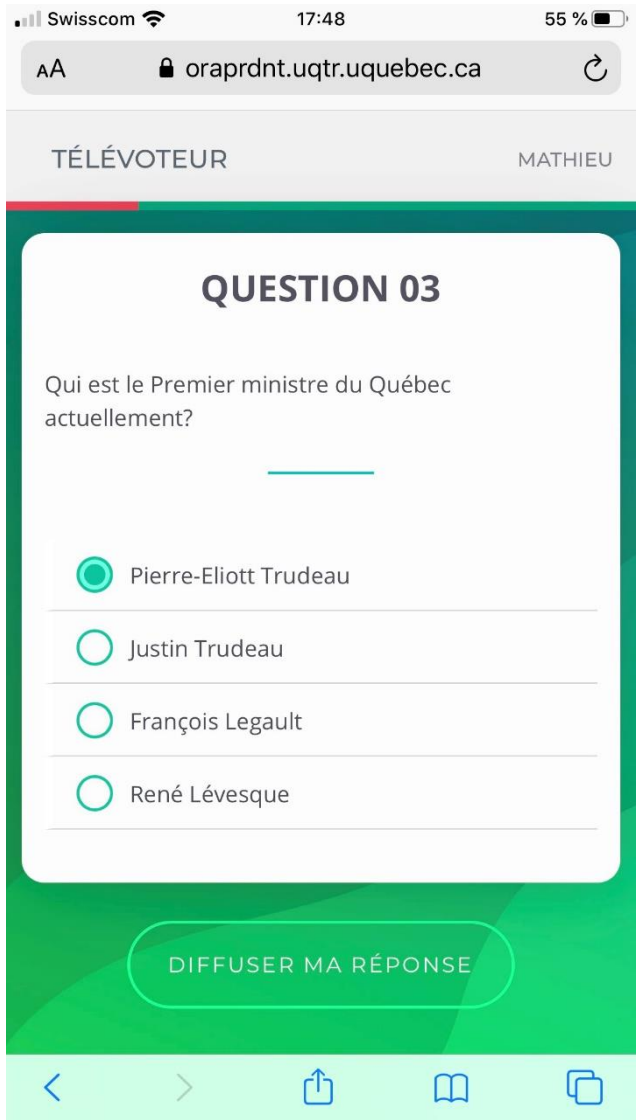 Swisscom 17:48 55 %
AA oraprdnt.uqtr.uquebec.ca
TÉLÉVOTEUR MATHIEU
QUESTION 03
Qui est le Premier ministre du Québec
actuellement?
Pierre-Eliott Trudeau
Justin Trudeau
François Legault
René Lévesque
DIFFUSER MA RÉPONSE